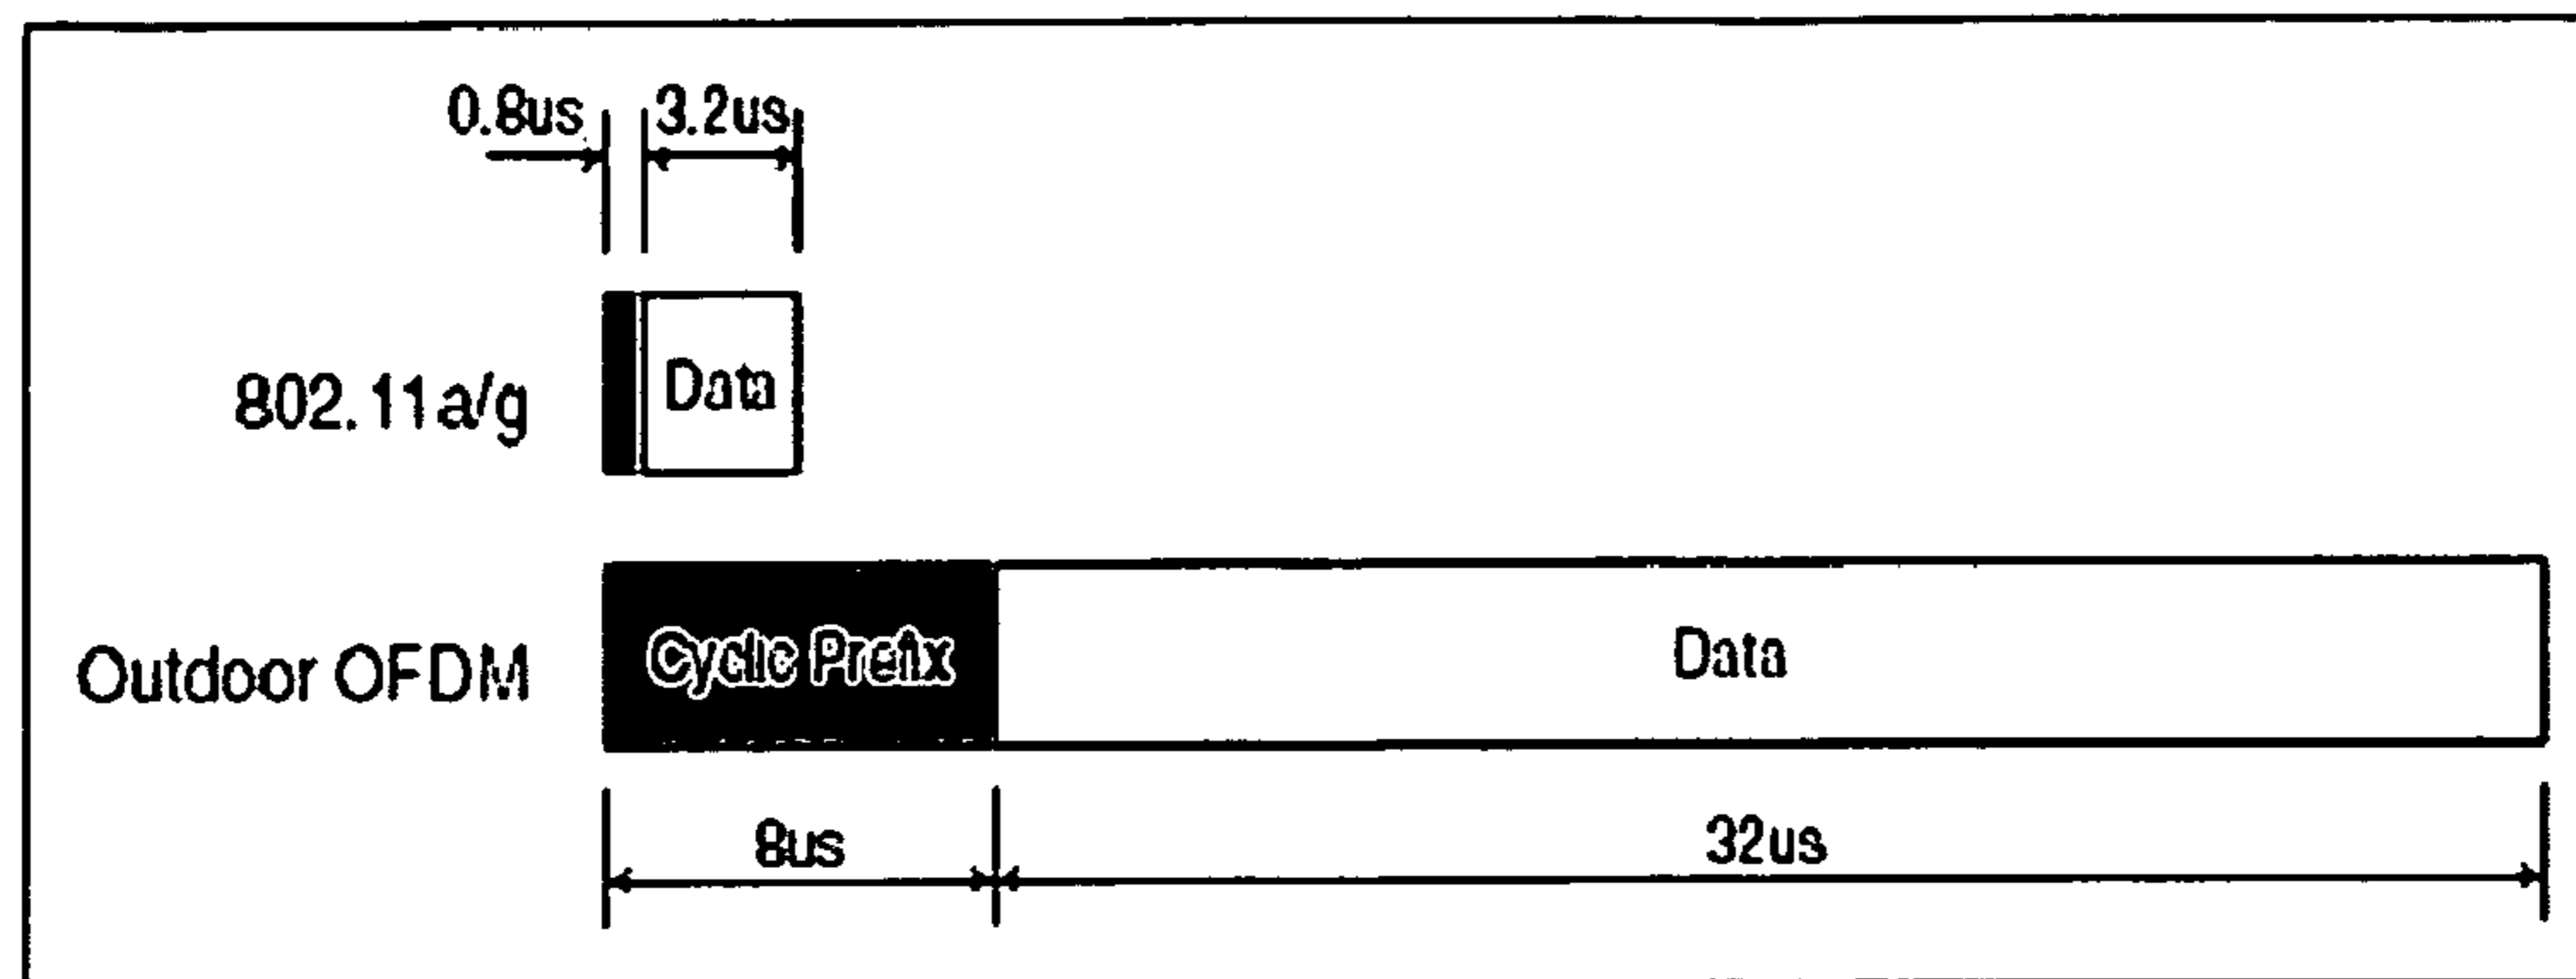 0.8us 3.2us
802.11a/g
Data
Outdoor OFDM
Cyclic Prefix
Data
8us
32us